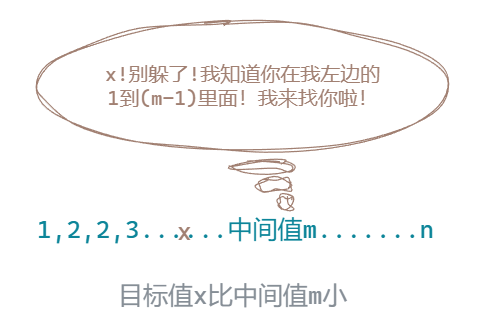 x!别躲了!我知道你在我左边的
1到(m-1)里面! 我来找你啦!
1,2,2,3...x...中间值m.......n
目标值x比中间值m小